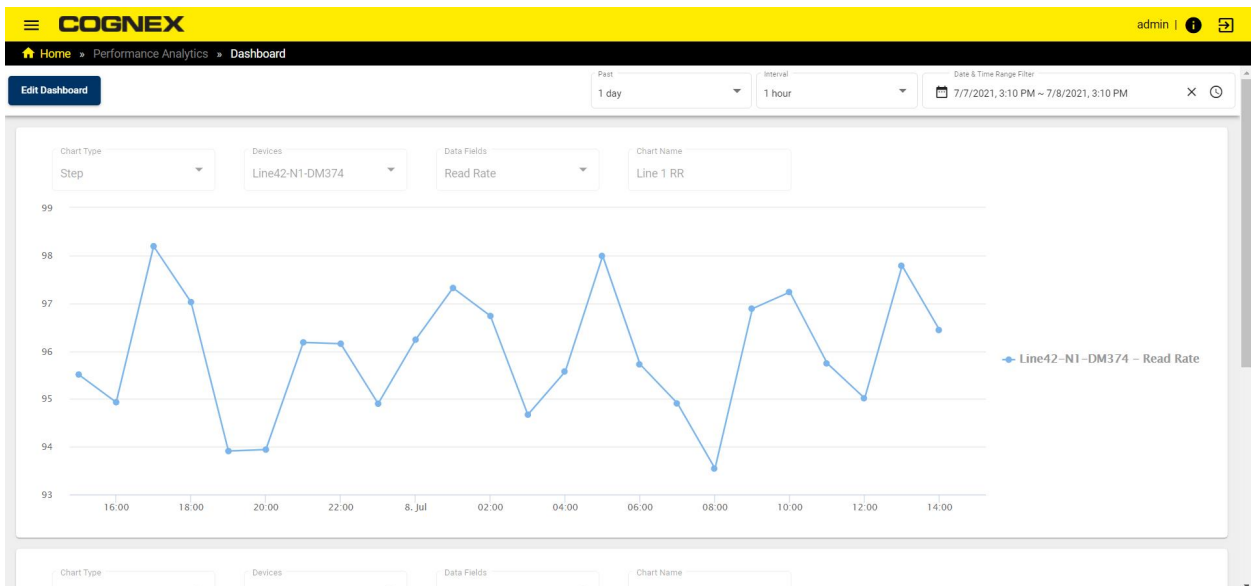 COGNEX
admin |
Home » Performance Analytics » Dashboard
Edit Dashboard
Past
1 day
Interval
1 hour
Date & Time Range Filter
7/7/2021, 3:10 PM ~ 7/8/2021, 3:10 PM
Chart Type
Step
Devices
Line42-N1-DM374
Data Fields
Read Rate
Chart Name
Line 1 RR
99
98
97
96
95
94
93
16:00 18:00 20:00 22:00 8. Jul 02:00 04:00 06:00 08:00 10:00 12:00 14:00
Line42-N1-DM374 - Read Rate
Chart Type
Devices
Data Fields
Chart Name